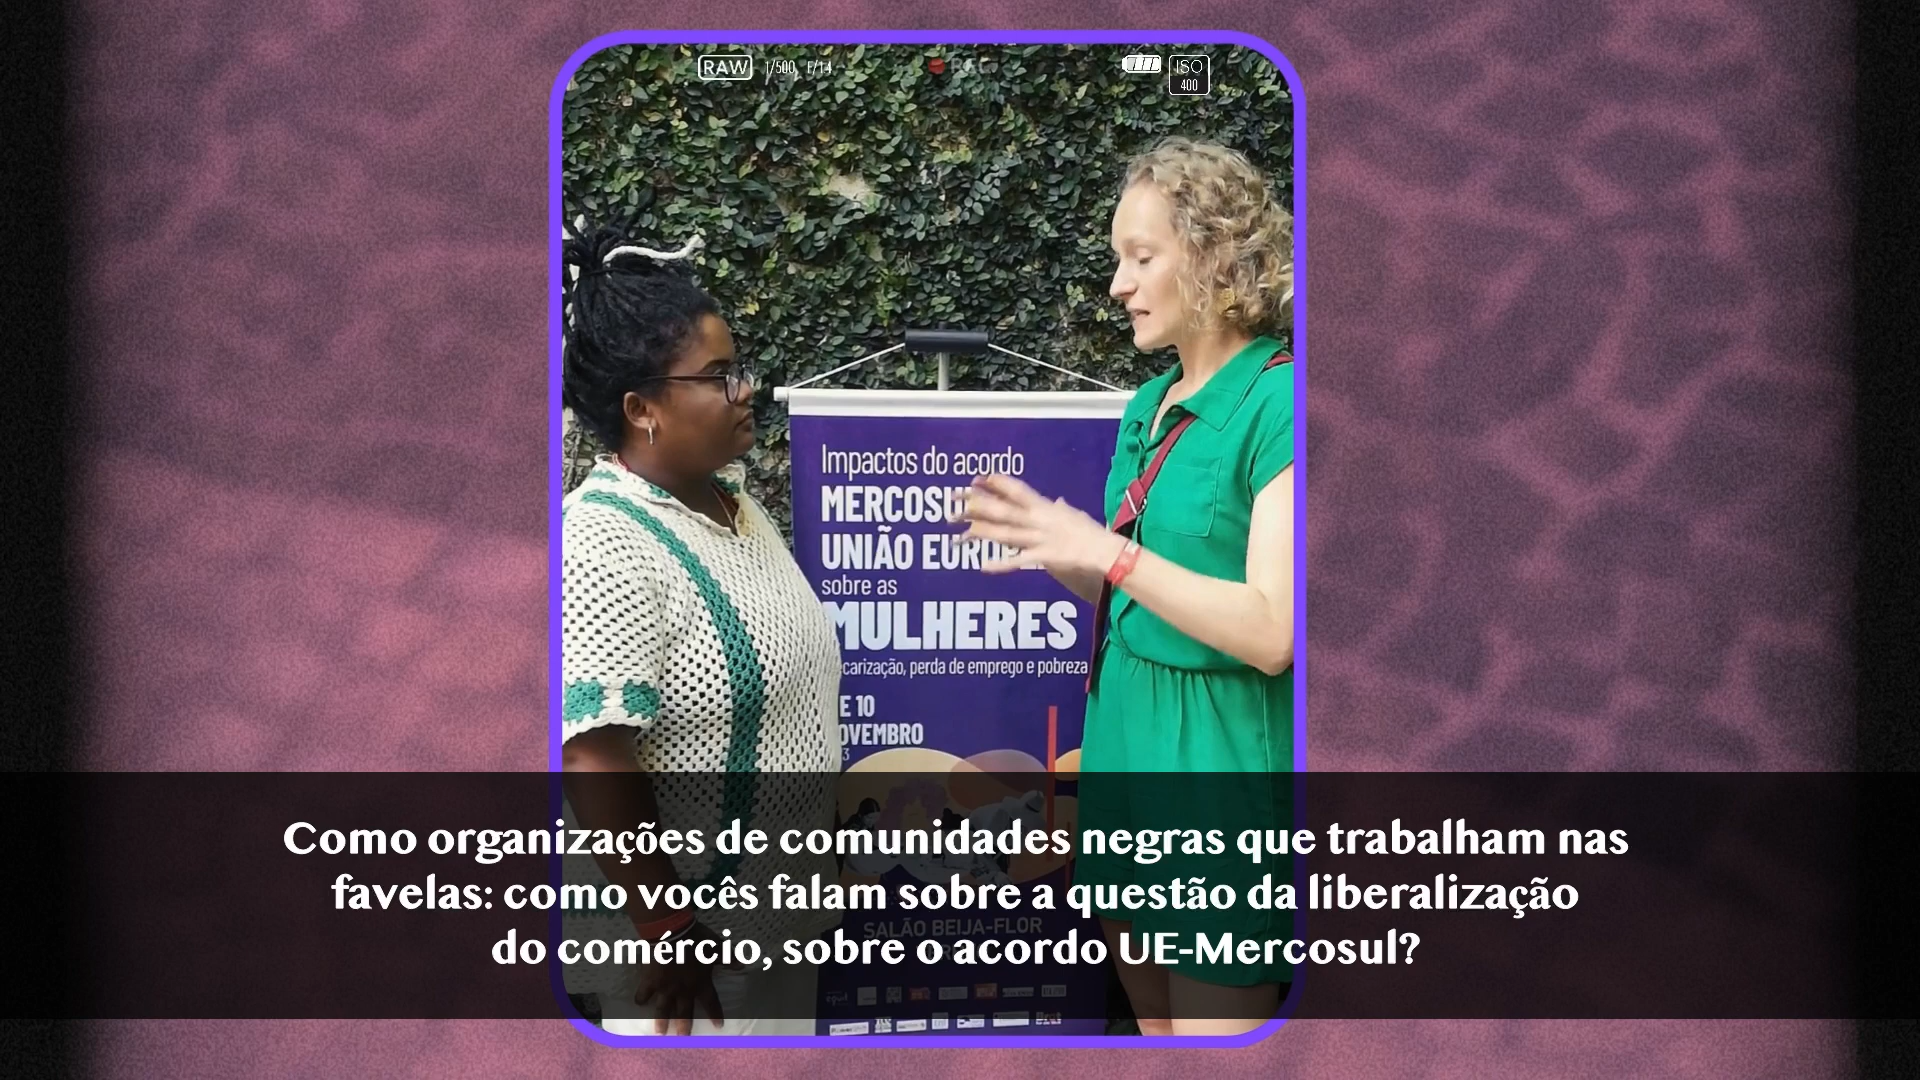 RAW 1/500 F/14 REC ISO
400
Impactos do acordo
MERCOSU
UNIÃO EUROPE
sobre as
MULHERES
carização, perda de emprego e pobreza
E 10
OVEMBRO
3
Como organizações de comunidades negras que trabalham nas
favelas: como vocês falam sobre a questão da liberalização
do comércio, sobre o acordo UE-Mercosul?
SALÃO BEIJA-FLOR